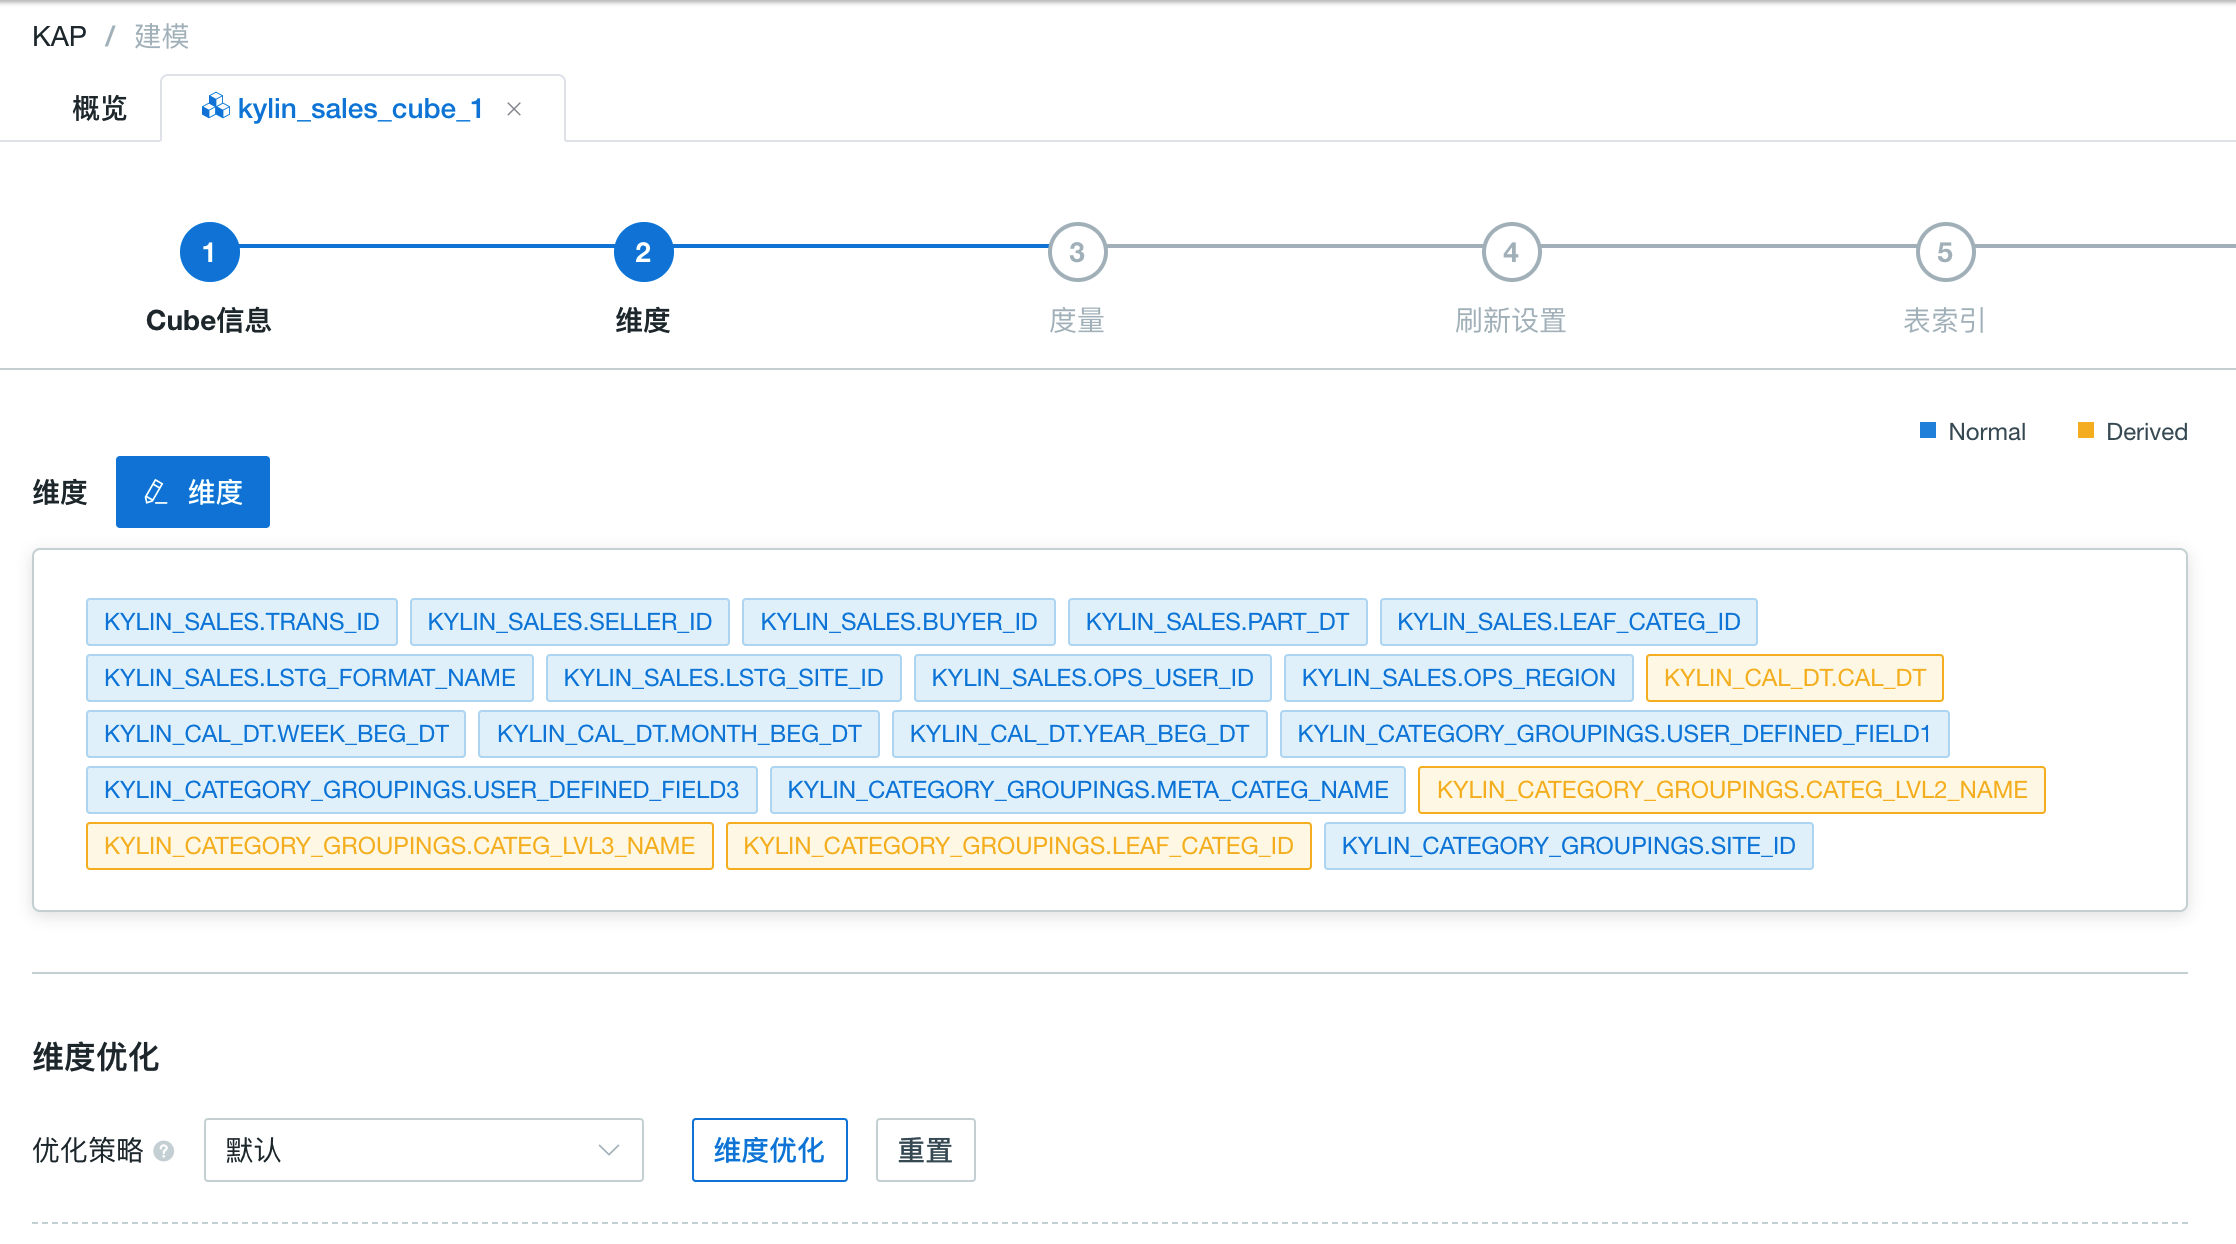 KAP / 建模
概览 kylin_sales_cube_1 ×
1 2 3 4 5
Cube信息 维度 度量 刷新设置 表索引
Normal Derived
维度 维度
KYLIN_SALES.TRANS_ID KYLIN_SALES.SELLER_ID KYLIN_SALES.BUYER_ID KYLIN_SALES.PART_DT KYLIN_SALES.LEAF_CATEG_ID
KYLIN_SALES.LSTG_FORMAT_NAME KYLIN_SALES.LSTG_SITE_ID KYLIN_SALES.OPS_USER_ID KYLIN_SALES.OPS_REGION KYLIN_CAL_DT.CAL_DT
KYLIN_CAL_DT.WEEK_BEG_DT KYLIN_CAL_DT.MONTH_BEG_DT KYLIN_CAL_DT.YEAR_BEG_DT KYLIN_CATEGORY_GROUPINGS.USER_DEFINED_FIELD1
KYLIN_CATEGORY_GROUPINGS.USER_DEFINED_FIELD3 KYLIN_CATEGORY_GROUPINGS.META_CATEG_NAME KYLIN_CATEGORY_GROUPINGS.CATEG_LVL2_NAME
KYLIN_CATEGORY_GROUPINGS.CATEG_LVL3_NAME KYLIN_CATEGORY_GROUPINGS.LEAF_CATEG_ID KYLIN_CATEGORY_GROUPINGS.SITE_ID
维度优化
优化策略 ? 默认 维度优化 重置